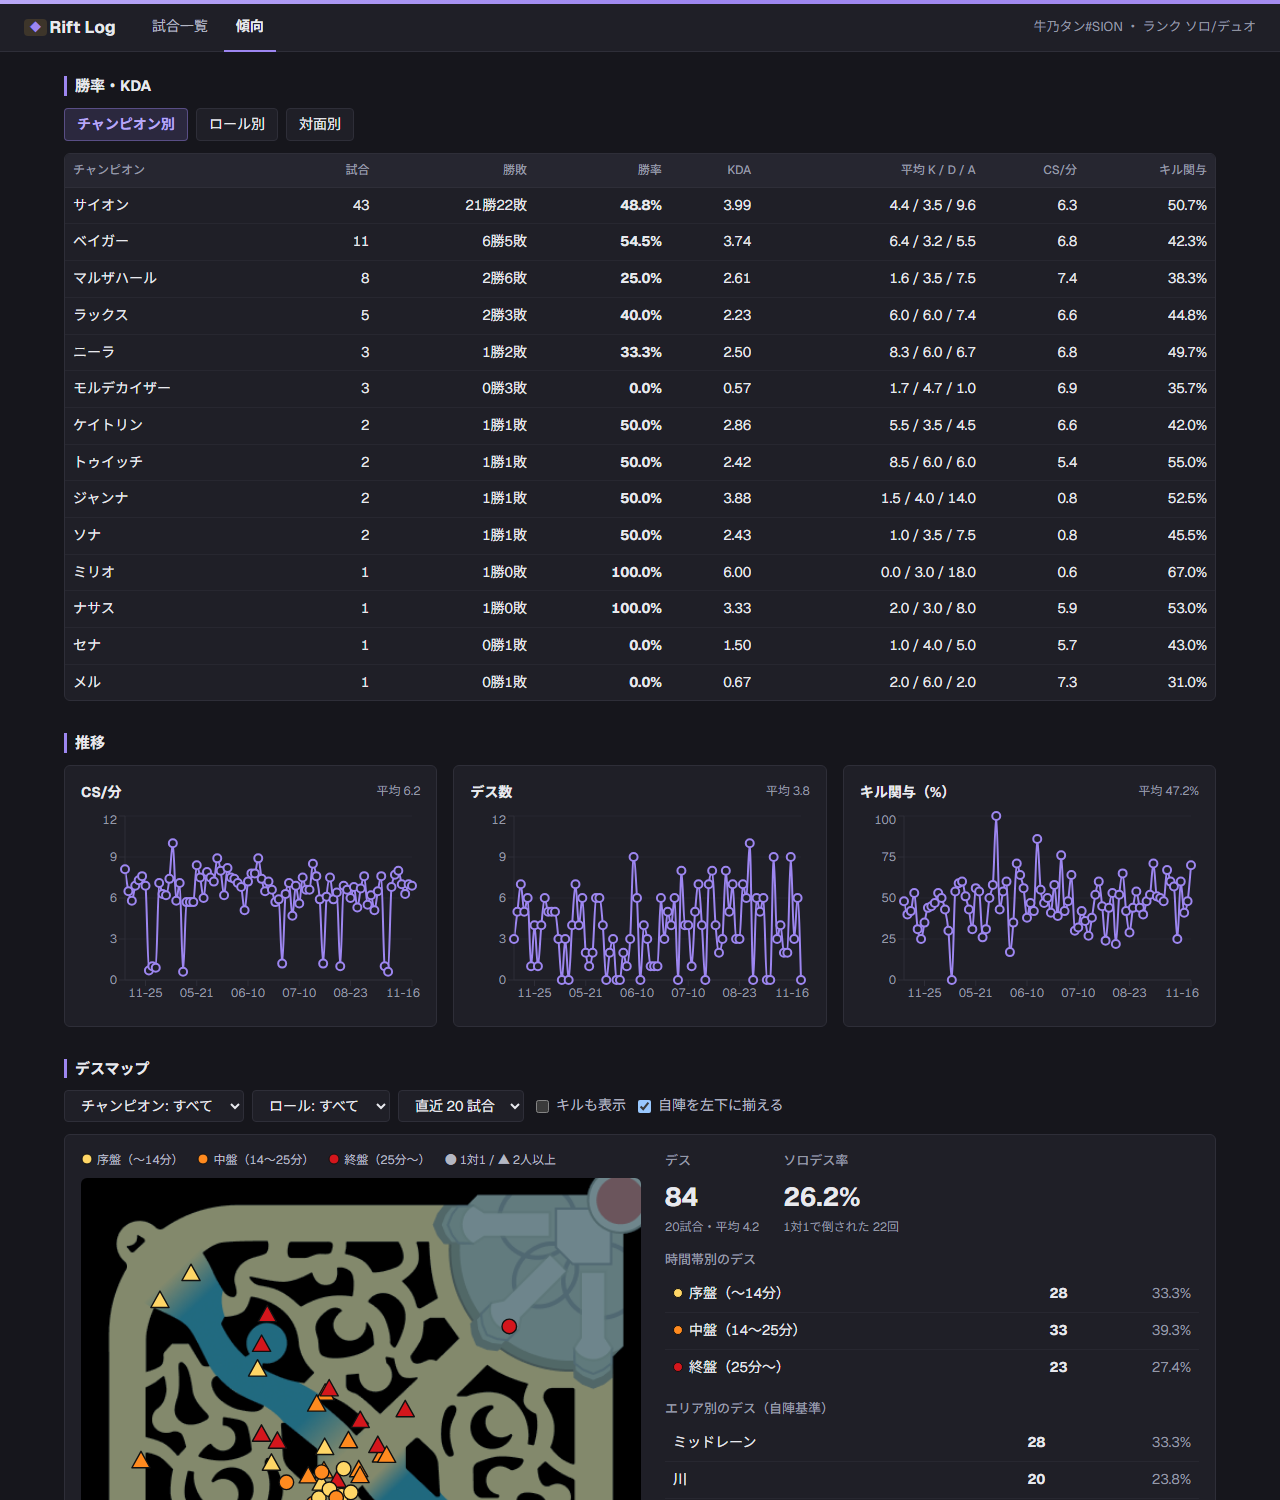 Rift Log 試合一覧 傾向 牛乃タン#SION ・ ランク ソロ/デュオ
勝率・KDA
チャンピオン別 ロール別 対面別
チャンピオン 試合 勝敗 勝率 KDA 平均 K / D / A CS/分 キル関与
サイオン 43 21勝22敗 48.8% 3.99 4.4 / 3.5 / 9.6 6.3 50.7%
ベイガー 11 6勝5敗 54.5% 3.74 6.4 / 3.2 / 5.5 6.8 42.3%
マルザハール 8 2勝6敗 25.0% 2.61 1.6 / 3.5 / 7.5 7.4 38.3%
ラックス 5 2勝3敗 40.0% 2.23 6.0 / 6.0 / 7.4 6.6 44.8%
ニーラ 3 1勝2敗 33.3% 2.50 8.3 / 6.0 / 6.7 6.8 49.7%
モルデカイザー 3 0勝3敗 0.0% 0.57 1.7 / 4.7 / 1.0 6.9 35.7%
ケイトリン 2 1勝1敗 50.0% 2.86 5.5 / 3.5 / 4.5 6.6 42.0%
トゥイッチ 2 1勝1敗 50.0% 2.42 8.5 / 6.0 / 6.0 5.4 55.0%
ジャンナ 2 1勝1敗 50.0% 3.88 1.5 / 4.0 / 14.0 0.8 52.5%
ソナ 2 1勝1敗 50.0% 2.43 1.0 / 3.5 / 7.5 0.8 45.5%
ミリオ 1 1勝0敗 100.0% 6.00 0.0 / 3.0 / 18.0 0.6 67.0%
ナサス 1 1勝0敗 100.0% 3.33 2.0 / 3.0 / 8.0 5.9 53.0%
セナ 1 0勝1敗 0.0% 1.50 1.0 / 4.0 / 5.0 5.7 43.0%
メル 1 0勝1敗 0.0% 0.67 2.0 / 6.0 / 2.0 7.3 31.0%
推移
CS/分 平均 6.2
12
9
6
3
0
11-25 05-21 06-10 07-10 08-23 11-16
デス数 平均 3.8
12
9
6
3
0
11-25 05-21 06-10 07-10 08-23 11-16
キル関与（%） 平均 47.2%
100
75
50
25
0
11-25 05-21 06-10 07-10 08-23 11-16
デスマップ
チャンピオン: すべて ロール: すべて 直近 20 試合 キルも表示 自陣を左下に揃える
序盤（〜14分） 中盤（14〜25分） 終盤（25分〜） ● 1対1 / ▲ 2人以上
デス ソロデス率
84 26.2%
20試合・平均 4.2 1対1で倒された 22回
時間帯別のデス
序盤（〜14分） 28 33.3%
中盤（14〜25分） 33 39.3%
終盤（25分〜） 23 27.4%
エリア別のデス（自陣基準）
ミッドレーン 28 33.3%
川 20 23.8%